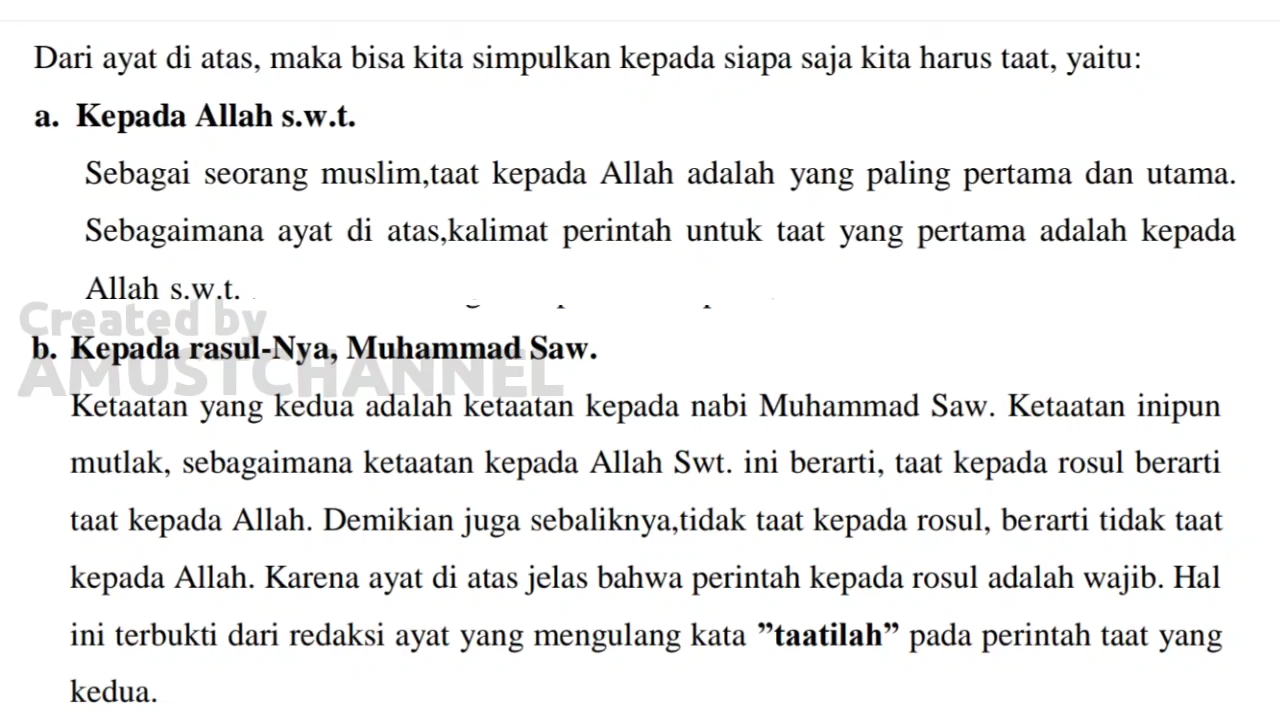 Dari ayat di atas, maka bisa kita simpulkan kepada siapa saja kita harus taat, yaitu:
a. Kepada Allah s.w.t.
Sebagai seorang muslim,taat kepada Allah adalah yang paling pertama dan utama.
Sebagaimana ayat di atas,kalimat perintah untuk taat yang pertama adalah kepada
Allah s.w.t.
Created by
b. Kepada rasul-Nya, Muhammad Saw.
AMUSTCHANNEL
Ketaatan yang kedua adalah ketaatan kepada nabi Muhammad Saw. Ketaatan inipun
mutlak, sebagaimana ketaatan kepada Allah Swt. ini berarti, taat kepada rosul berarti
taat kepada Allah. Demikian juga sebaliknya,tidak taat kepada rosul, berarti tidak taat
kepada Allah. Karena ayat di atas jelas bahwa perintah kepada rosul adalah wajib. Hal
ini terbukti dari redaksi ayat yang mengulang kata ”taatilah” pada perintah taat yang
kedua.